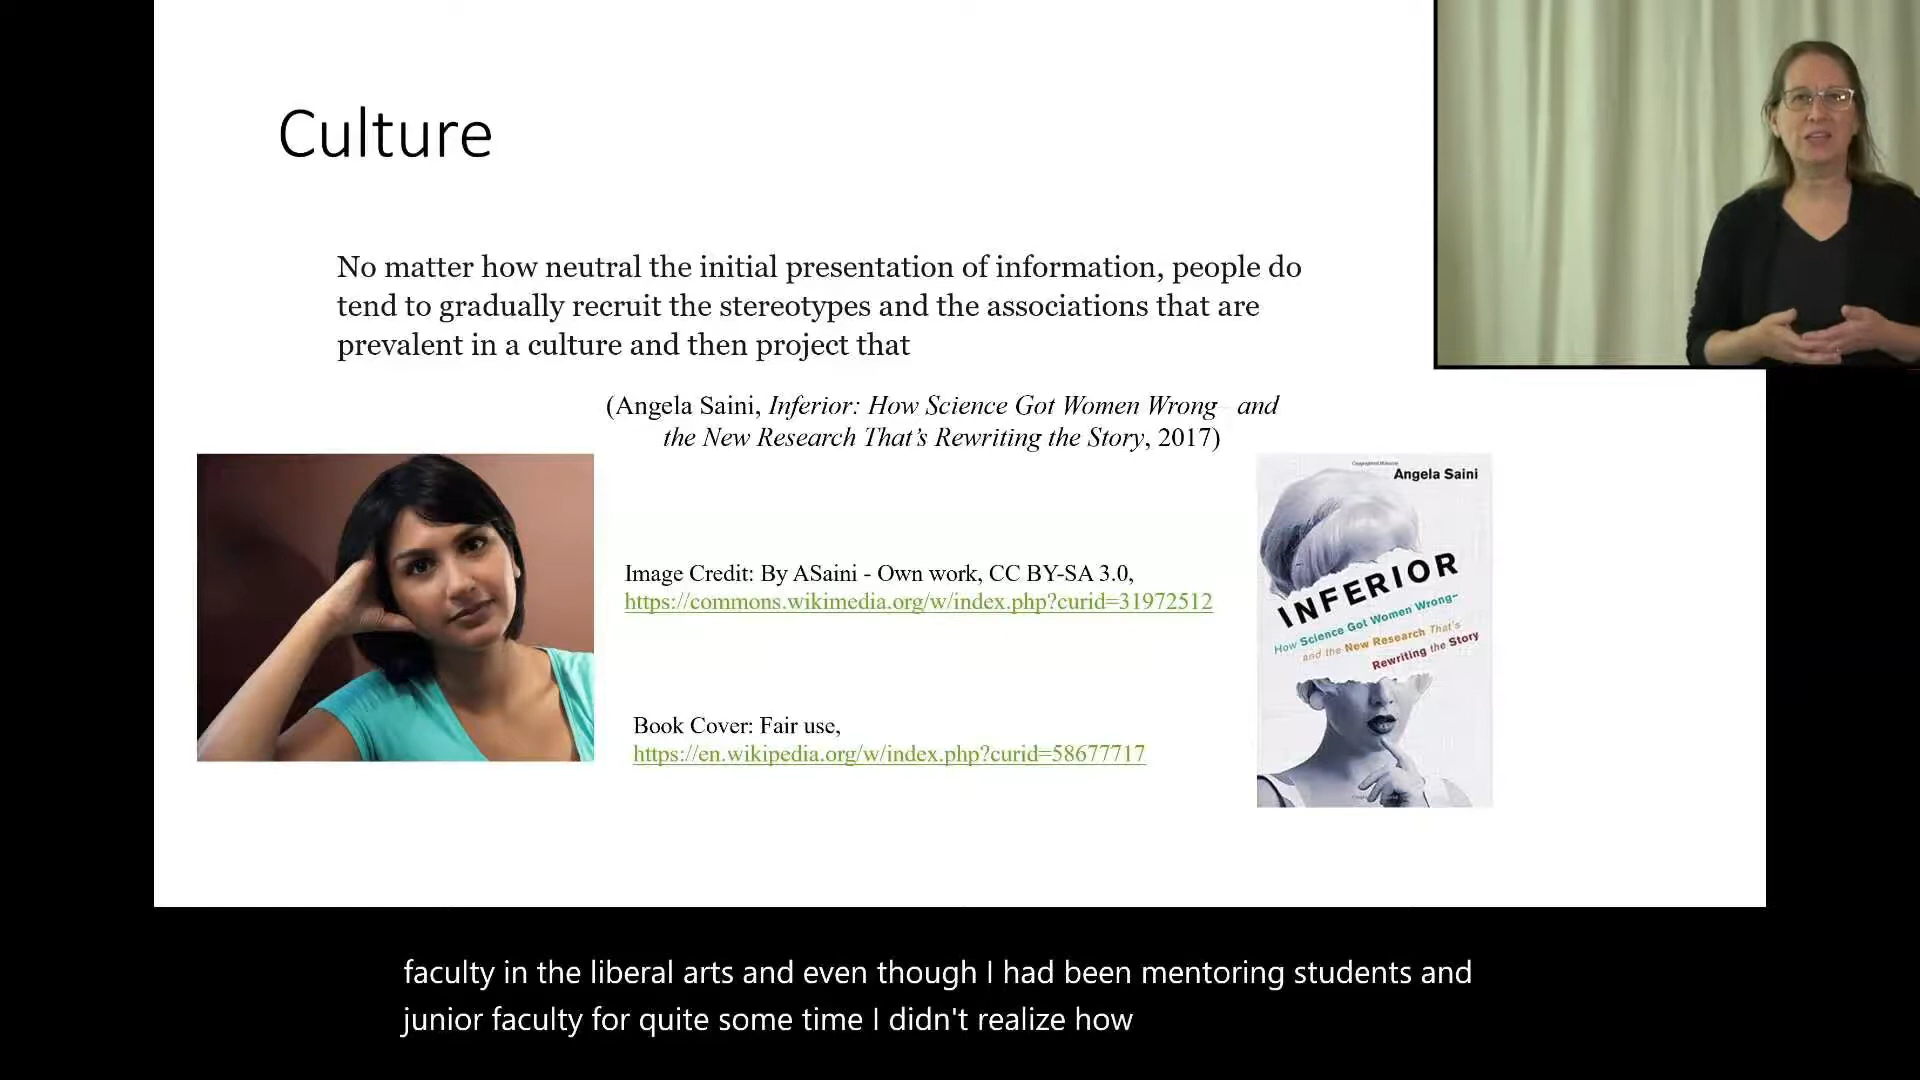 Culture
No matter how neutral the initial presentation of information, people do
tend to gradually recruit the stereotypes and the associations that are
prevalent in a culture and then project that
(Angela Saini, Inferior: How Science Got Women Wrong– and
the New Research That’s Rewriting the Story, 2017)
Image Credit: By ASaini - Own work, CC BY-SA 3.0,
https://commons.wikimedia.org/w/index.php?curid=31972512
Book Cover: Fair use,
https://en.wikipedia.org/w/index.php?curid=58677717
Angela Saini
INFERIOR
How Science Got Women Wrong–
and the New Research That's
Rewriting the Story
faculty in the liberal arts and even though I had been mentoring students and
junior faculty for quite some time I didn't realize how